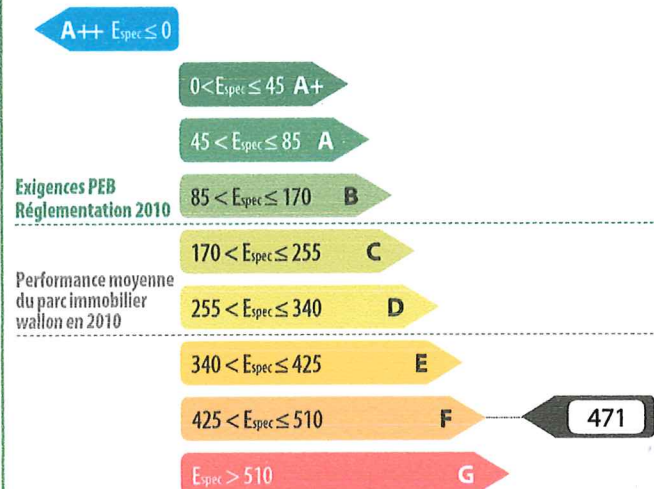 A++ Espec ≤ 0
0 < Espec ≤ 45 A+
45 < Espec ≤ 85 A
Exigences PEB
Réglementation 2010
85 < Espec ≤ 170 B
170 < Espec ≤ 255 C
Performance moyenne
du parc immobilier
wallon en 2010
255 < Espec ≤ 340 D
340 < Espec ≤ 425 E
425 < Espec ≤ 510 F
471
Espec > 510 G